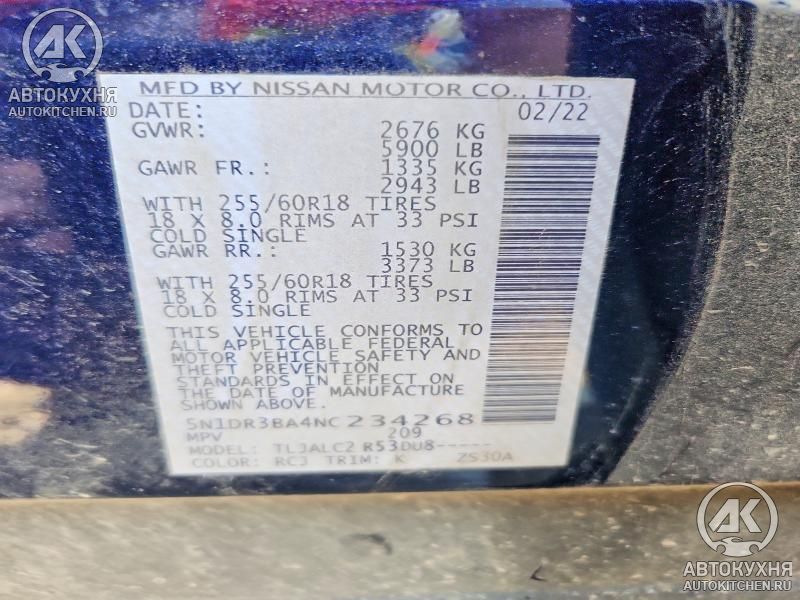 АК
АВТОКУХНЯ
AUTOKITCHEN.RU
MFD BY NISSAN MOTOR CO., LTD.
DATE: 02/22
GVWR: 2676 KG
5900 LB
GAWR FR.: 1335 KG
2943 LB
WITH 255/60R18 TIRES
18 X 8.0 RIMS AT 33 PSI
COLD SINGLE
GAWR RR.: 1530 KG
3373 LB
WITH 255/60R18 TIRES
18 X 8.0 RIMS AT 33 PSI
COLD SINGLE
THIS VEHICLE CONFORMS TO
ALL APPLICABLE FEDERAL
MOTOR VEHICLE SAFETY AND
THEFT PREVENTION
STANDARDS IN EFFECT ON
THE DATE OF MANUFACTURE
SHOWN ABOVE.
5N1DR3BA4NC234268
MPV 209
MODEL: TLJALC2 R53DU8-----
COLOR: RCJ TRIM: K ZS30A
АК
АВТОКУХНЯ
AUTOKITCHEN.RU